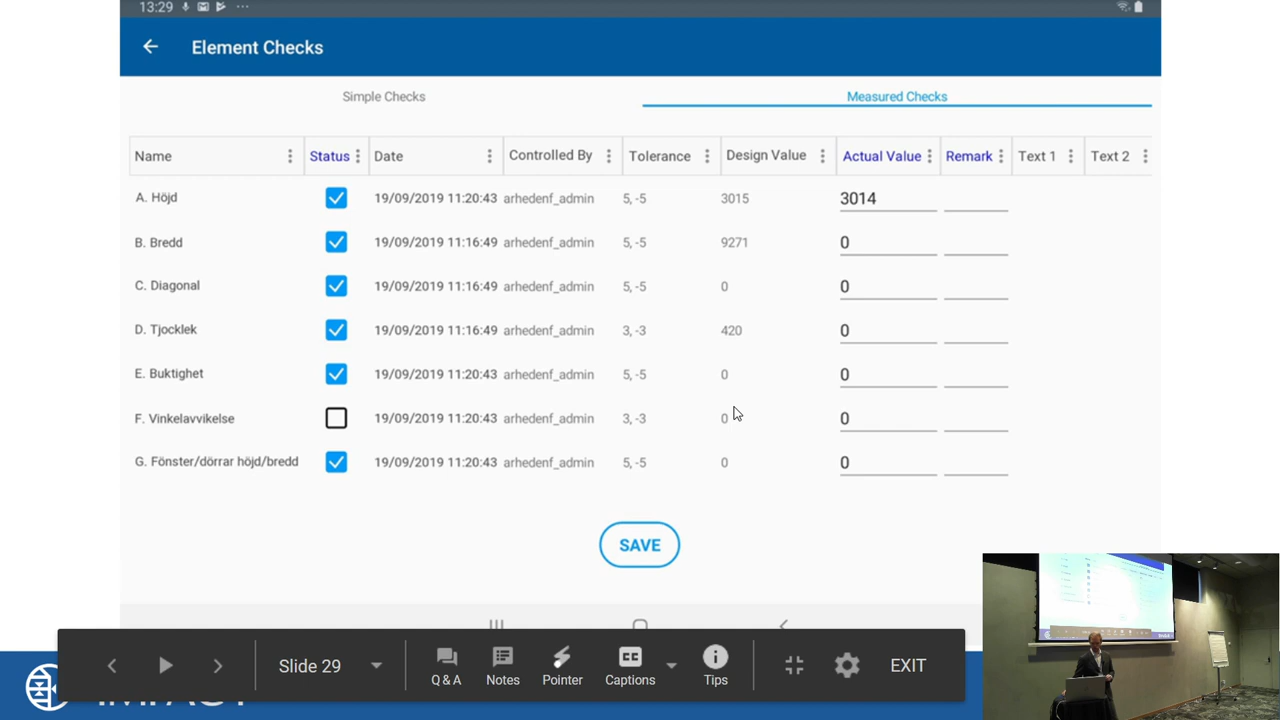 13:29
Element Checks
Simple Checks Measured Checks
Name Status Date Controlled By Tolerance Design Value Actual Value Remark Text 1 Text 2
A. Höjd 19/09/2019 11:20:43 arhedenf_admin 5, -5 3015 3014
B. Bredd 19/09/2019 11:16:49 arhedenf_admin 5, -5 9271 0
C. Diagonal 19/09/2019 11:16:49 arhedenf_admin 5, -5 0 0
D. Tjocklek 19/09/2019 11:16:49 arhedenf_admin 3, -3 420 0
E. Buktighet 19/09/2019 11:20:43 arhedenf_admin 5, -5 0 0
F. Vinkelavvikelse 19/09/2019 11:20:43 arhedenf_admin 3, -3 0 0
G. Fönster/dörrar höjd/bredd 19/09/2019 11:20:43 arhedenf_admin 5, -5 0 0
SAVE
Slide 29 Q & A Notes Pointer Captions Tips EXIT
IMPACT